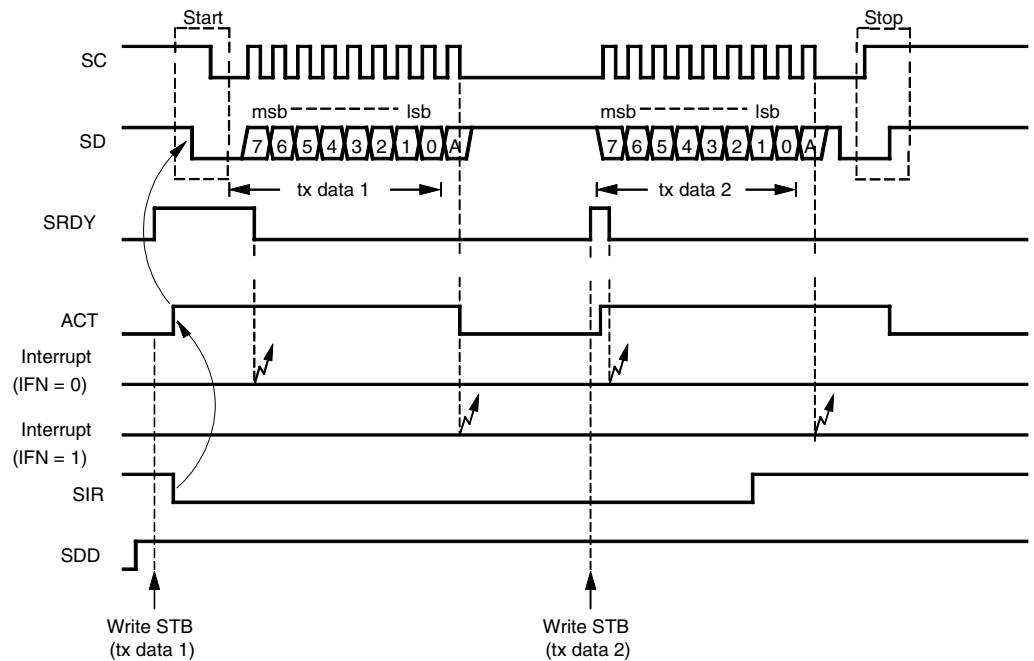 Start
Stop
SC
msb lsb
msb lsb
SD
7 6 5 4 3 2 1 0 A
7 6 5 4 3 2 1 0 A
tx data 1
tx data 2
SRDY
ACT
Interrupt
(IFN = 0)
Interrupt
(IFN = 1)
SIR
SDD
Write STB
(tx data 1)
Write STB
(tx data 2)